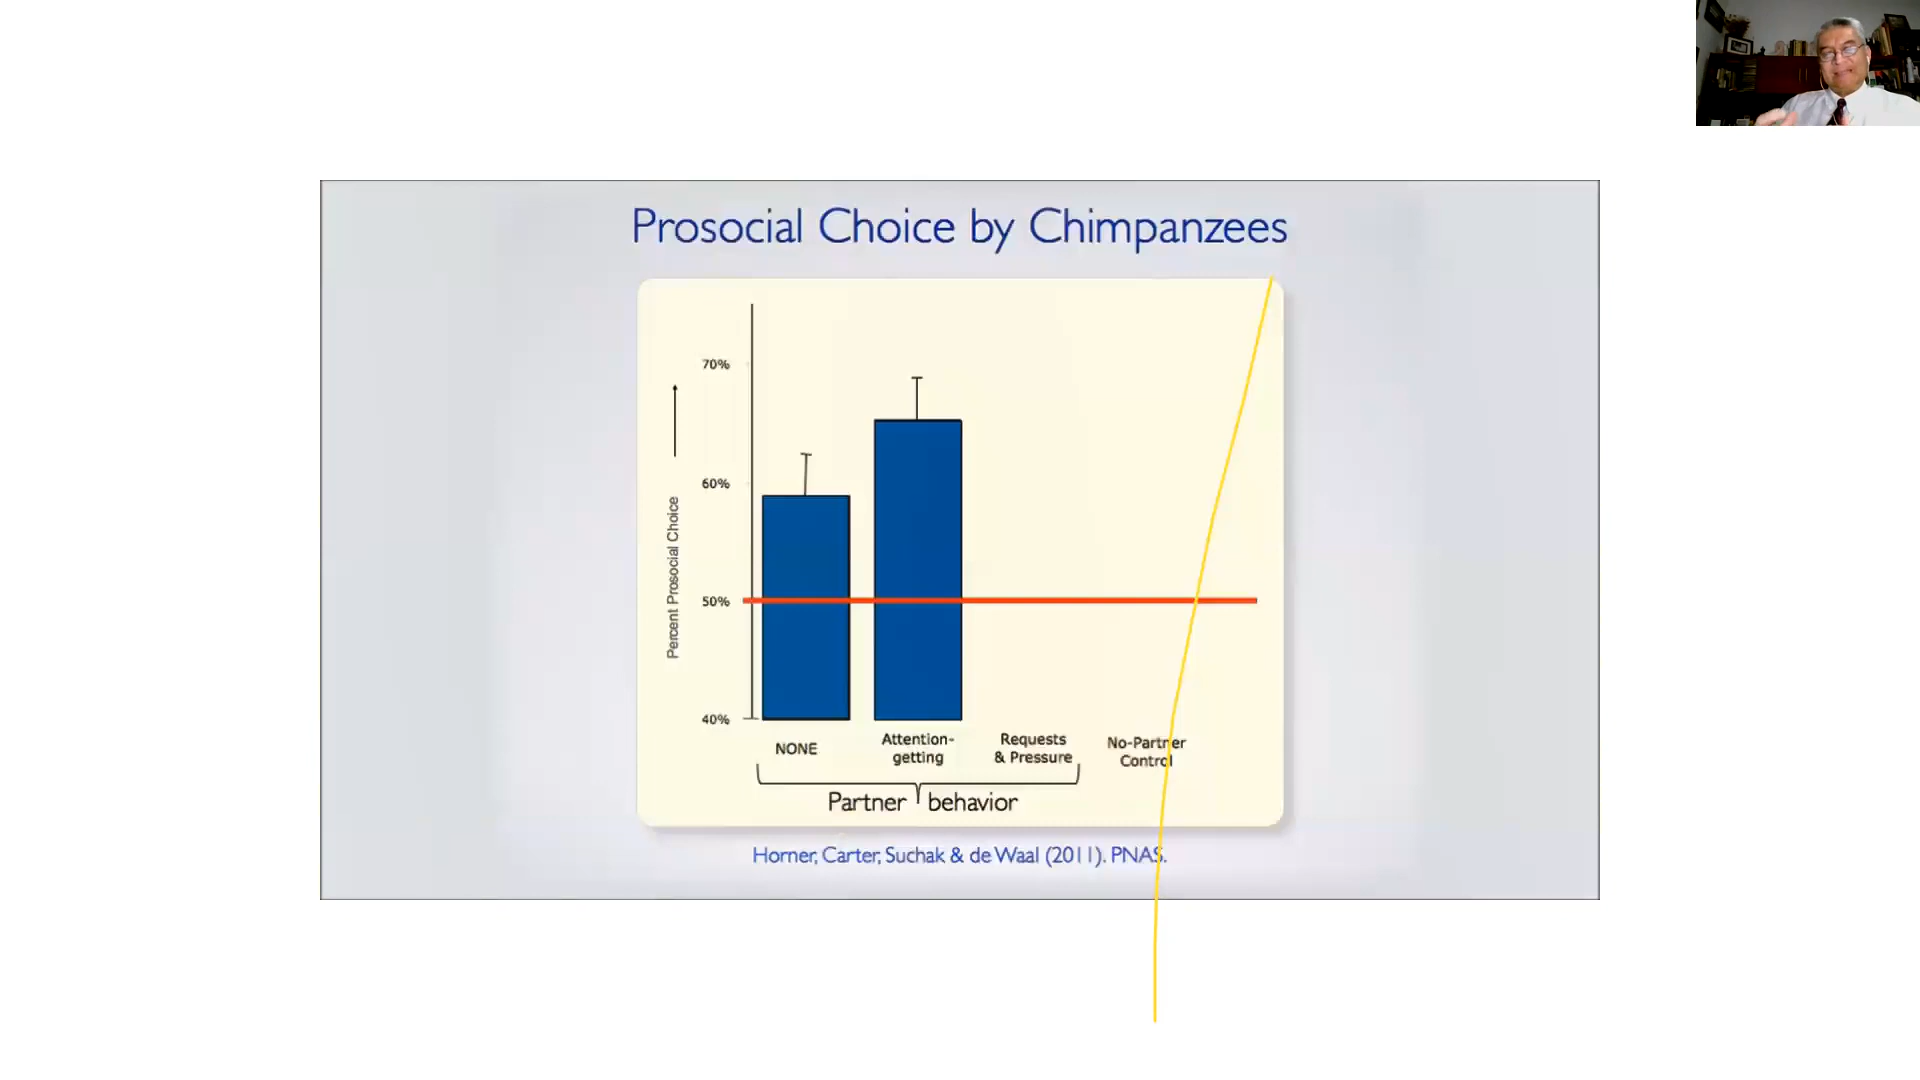 Prosocial Choice by Chimpanzees
70%
60%
50%
40%
Percent Prosocial Choice
NONE
Attention-
getting
Requests
& Pressure
No-Partner
Control
Partner behavior
Horner, Carter, Suchak & de Waal (2011). PNAS.